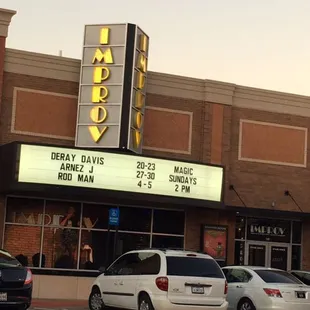 IMPROV
IMPROV
DERAY DAVIS 20-23 MAGIC
ARNEZ J 27-30 SUNDAYS
ROD MAN 4-5 2 PM
IMPROV